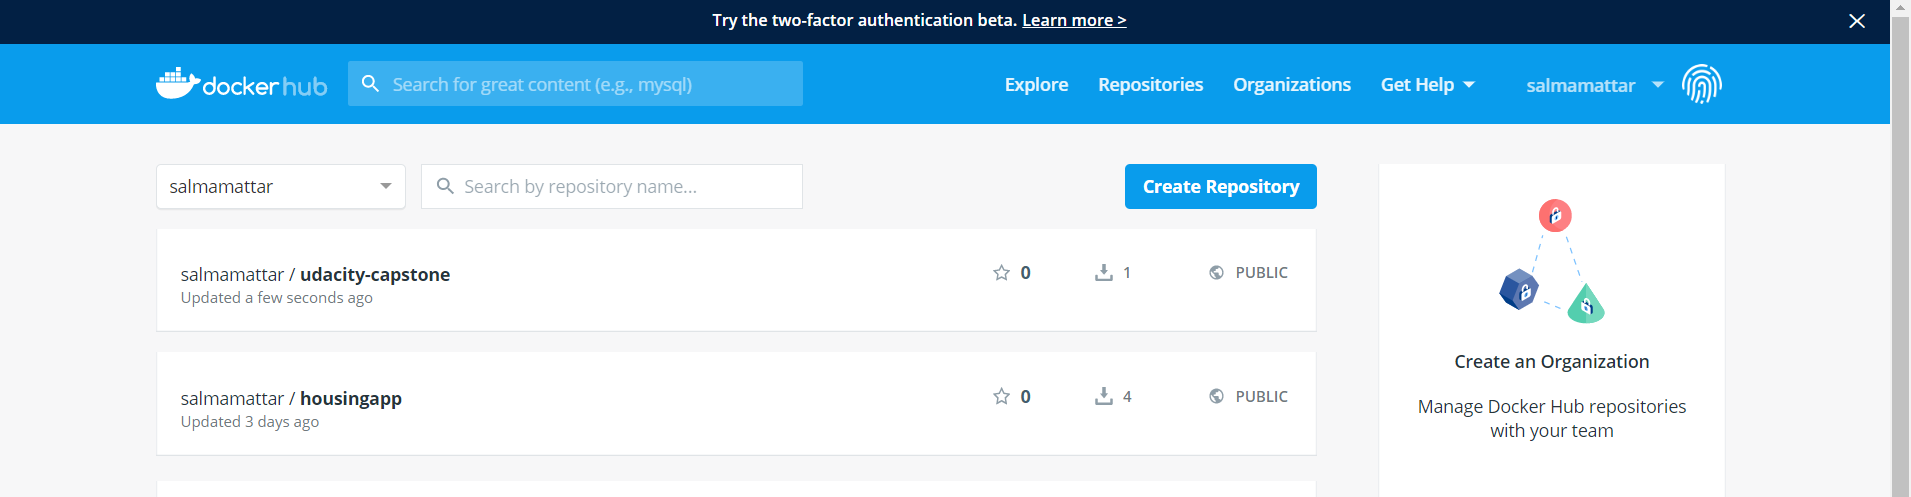 Try the two-factor authentication beta. Learn more >
docker hub
Search for great content (e.g., mysql)
Explore
Repositories
Organizations
Get Help
salmamattar
salmamattar
Search by repository name...
Create Repository
salmamattar / udacity-capstone
Updated a few seconds ago
0
1
PUBLIC
salmamattar / housingapp
Updated 3 days ago
0
4
PUBLIC
Create an Organization
Manage Docker Hub repositories
with your team